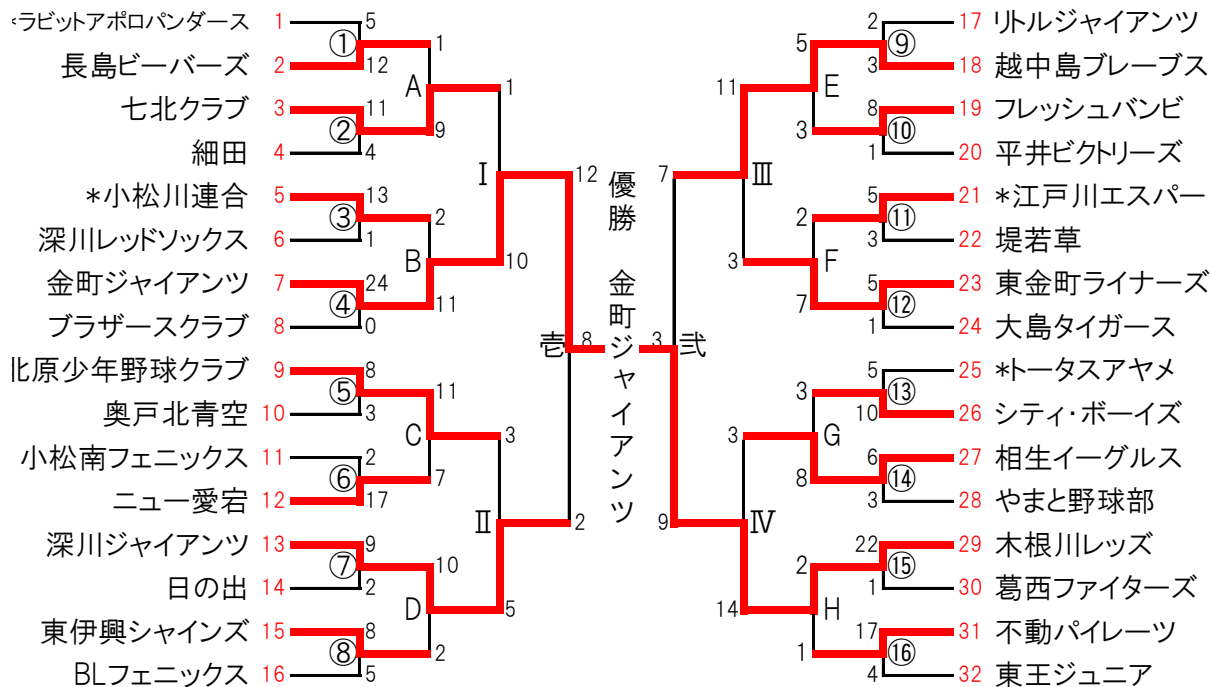 ラビットアポロパンダース 1 5
①
長島ビーバーズ 2 12
1
A
七北クラブ 3 11
②
細田 4 4
9
1
I
*小松川連合 5 13
③
深川レッドソックス 6 1
2
B
金町ジャイアンツ 7 24
④
ブラザースクラブ 8 0
11
10
12
壱
8
北原少年野球クラブ 9 8
⑤
奥戸北青空 10 3
11
C
小松南フェニックス 11 2
⑥
ニュー愛宕 12 17
7
3
Ⅱ
2
深川ジャイアンツ 13 9
⑦
日の出 14 2
10
D
東伊興シャインズ 15 8
⑧
BLフェニックス 16 5
2
5
優勝 金町ジャイアンツ
2 17 リトルジャイアンツ
⑨
3 18 越中島ブレーブス
5
E
8 19 フレッシュバンビ
⑩
1 20 平井ビクトリーズ
3
11
Ⅲ
7
5 21 *江戸川エスパー
⑪
3 22 堤若草
2
F
5 23 東金町ライナーズ
⑫
1 24 大島タイガース
7
3
3
弐
5 25 *トータスアヤメ
⑬
10 26 シティ・ボーイズ
3
G
6 27 相生イーグルス
⑭
3 28 やまと野球部
8
3
Ⅳ
9
22 29 木根川レッズ
⑮
1 30 葛西ファイターズ
2
H
17 31 不動パイレーツ
⑯
4 32 東王ジュニア
1
14